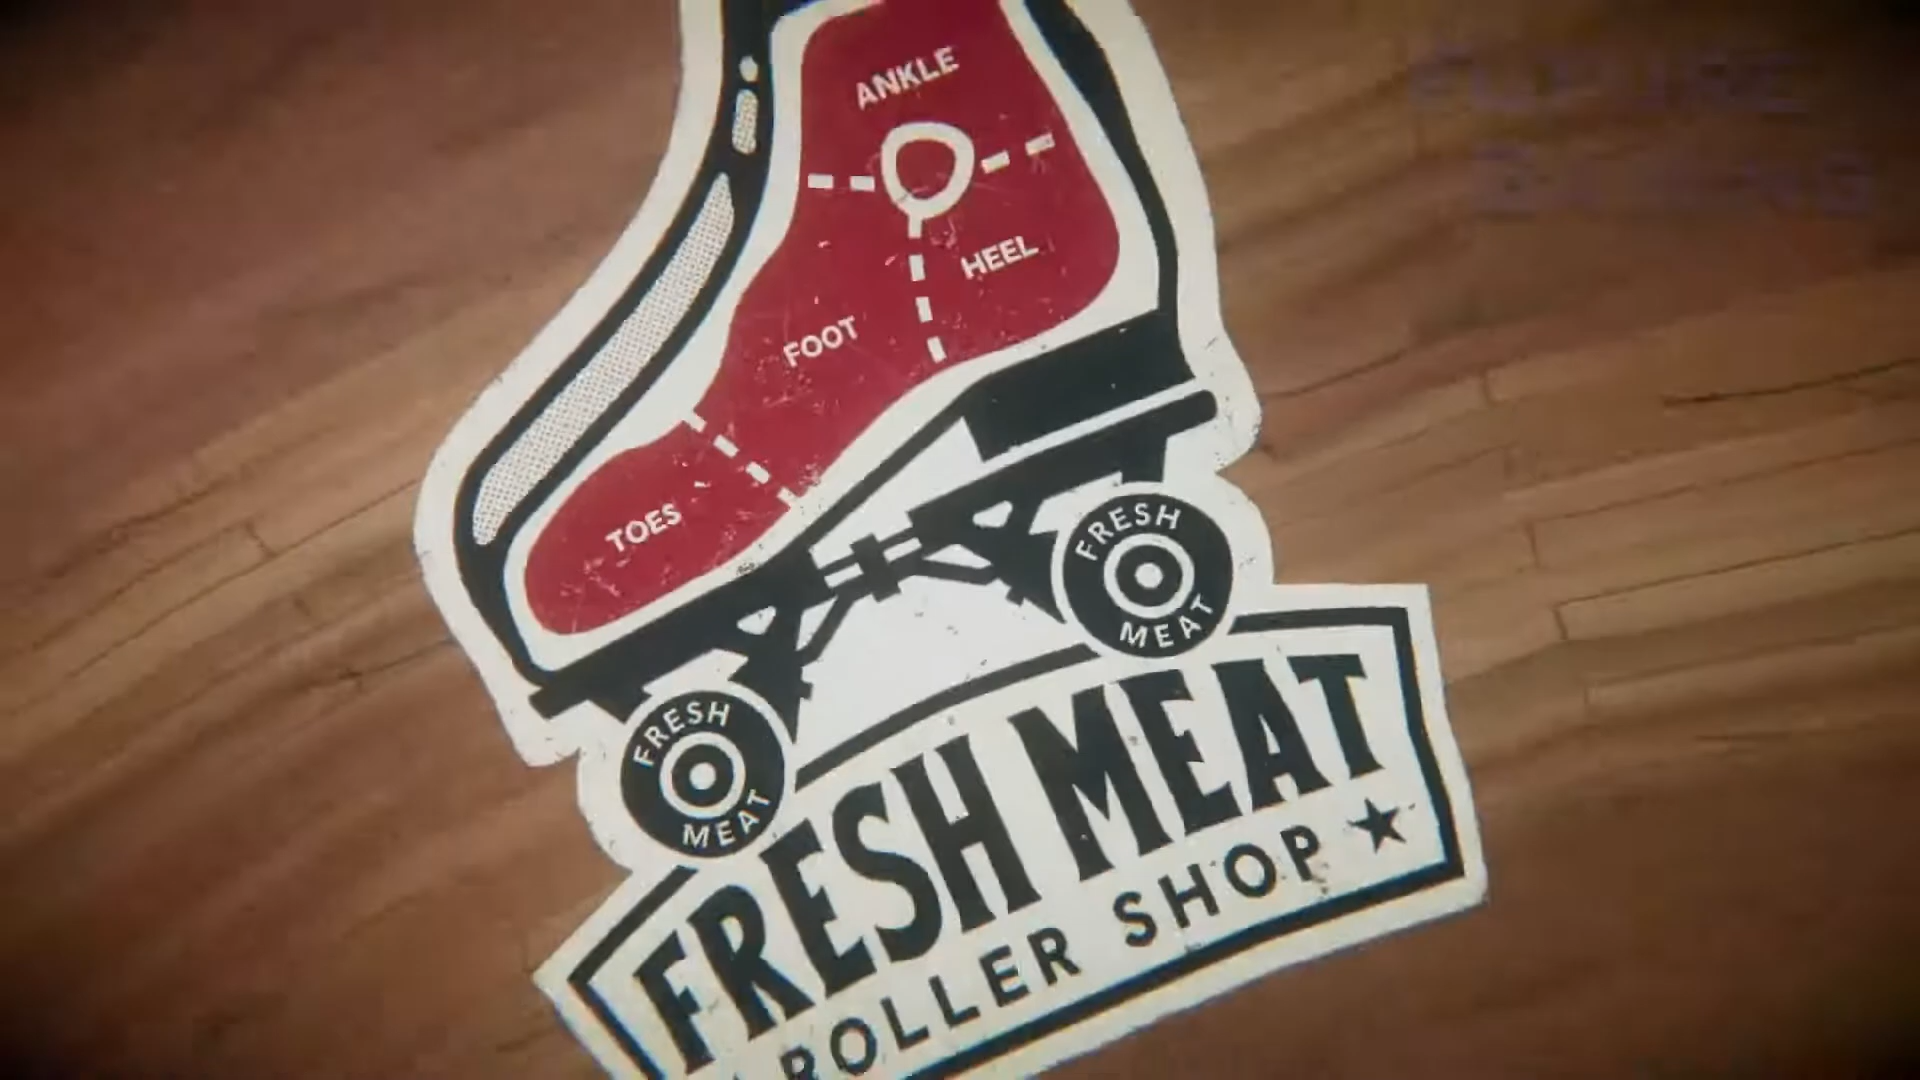 ANKLE
HEEL
FOOT
TOES
FRESH
MEAT
FRESH
MEAT
FRESH MEAT
ROLLER SHOP ★